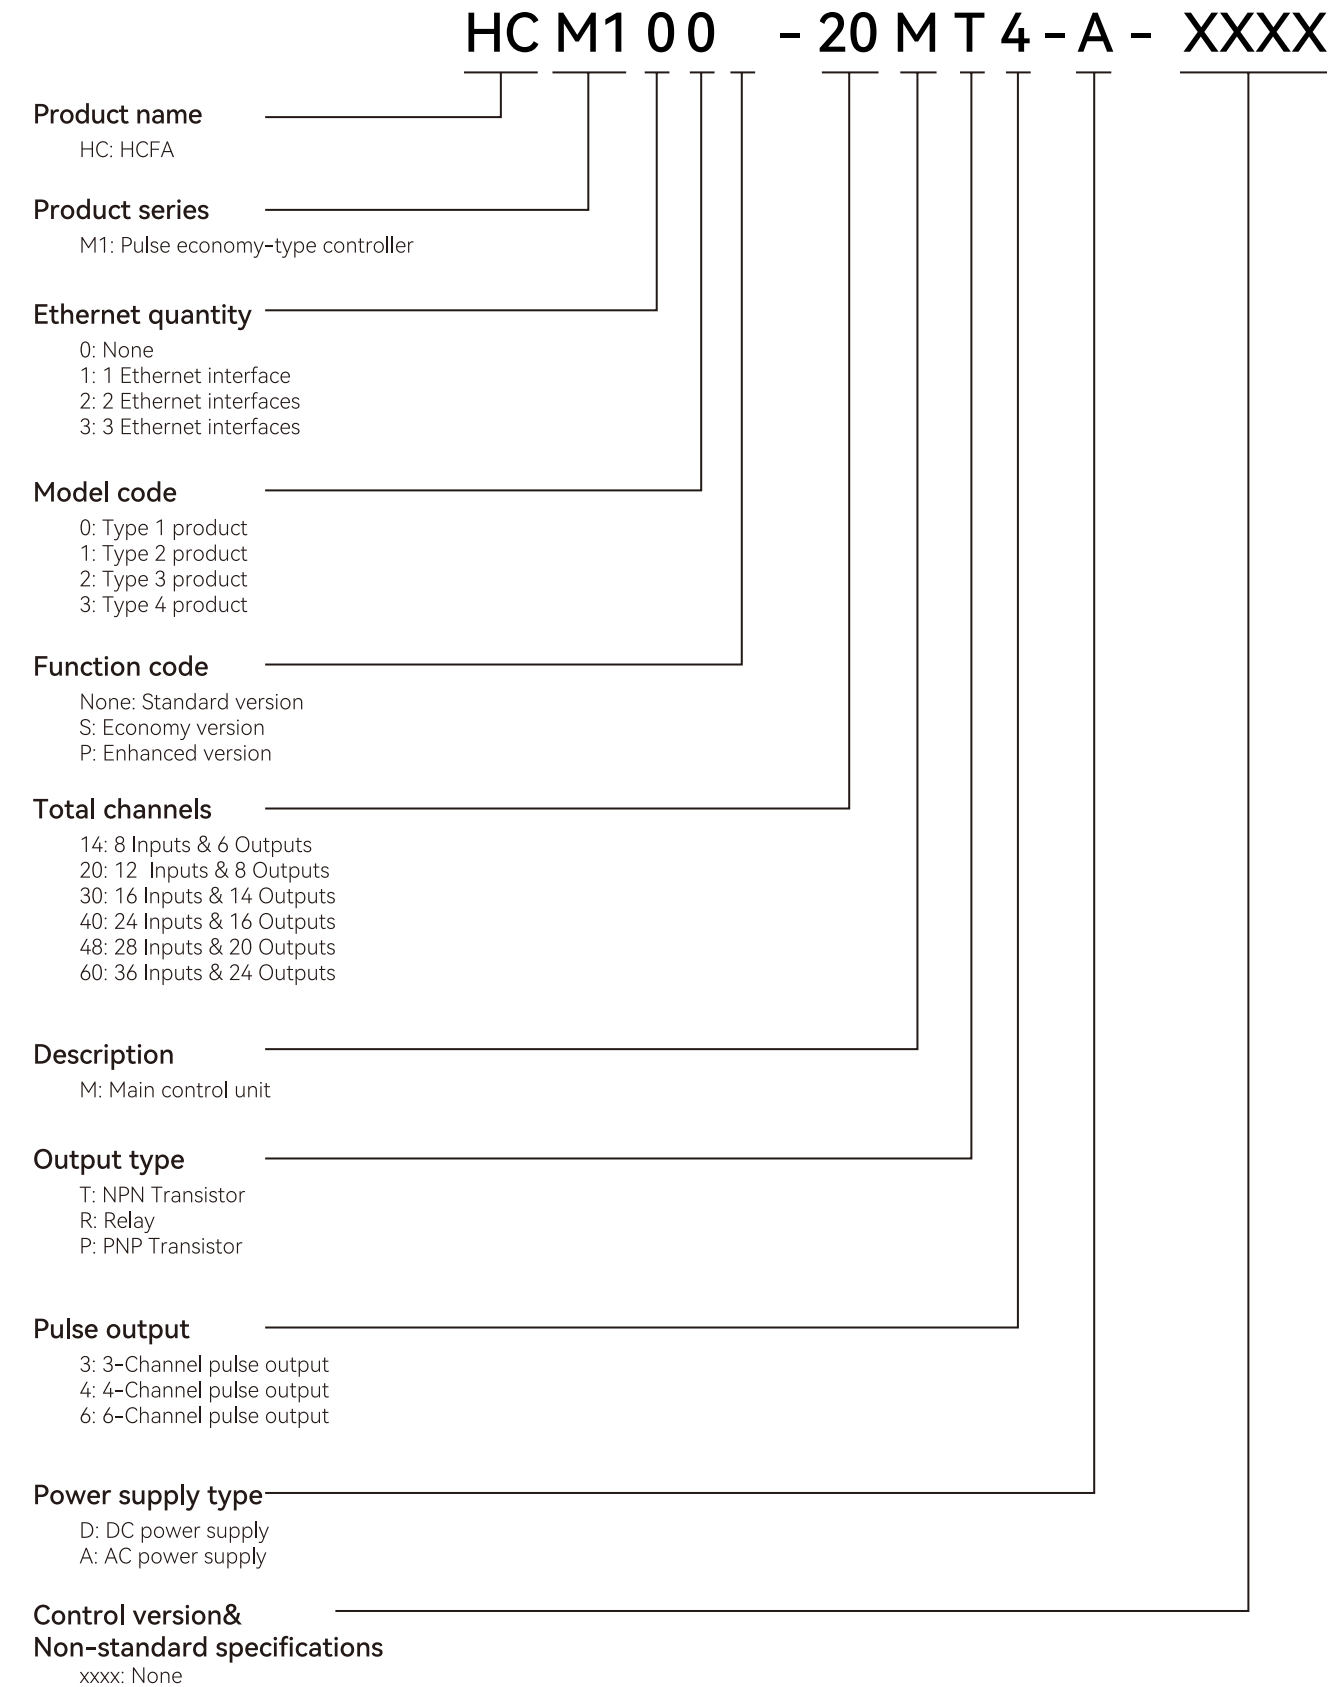 HC M1 0 0 - 20 M T 4 - A - XXXX
Product name
HC: HCFA
Product series
M1: Pulse economy-type controller
Ethernet quantity
0: None
1: 1 Ethernet interface
2: 2 Ethernet interfaces
3: 3 Ethernet interfaces
Model code
0: Type 1 product
1: Type 2 product
2: Type 3 product
3: Type 4 product
Function code
None: Standard version
S: Economy version
P: Enhanced version
Total channels
14: 8 Inputs & 6 Outputs
20: 12 Inputs & 8 Outputs
30: 16 Inputs & 14 Outputs
40: 24 Inputs & 16 Outputs
48: 28 Inputs & 20 Outputs
60: 36 Inputs & 24 Outputs
Description
M: Main control unit
Output type
T: NPN Transistor
R: Relay
P: PNP Transistor
Pulse output
3: 3-Channel pulse output
4: 4-Channel pulse output
6: 6-Channel pulse output
Power supply type
D: DC power supply
A: AC power supply
Control version&
Non-standard specifications
xxxx: None